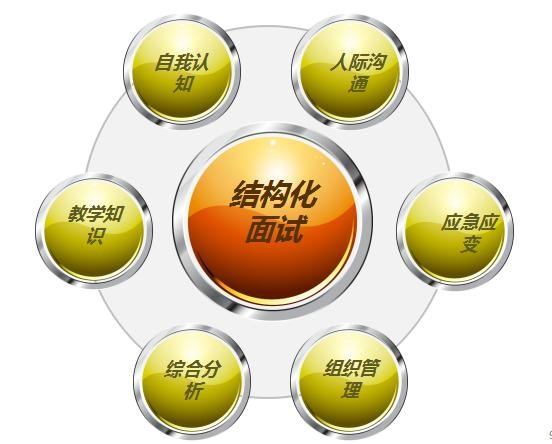 自我认
知
人际沟
通
结构化
面试
教学知
识
应急应
变
综合分
析
组织管
理